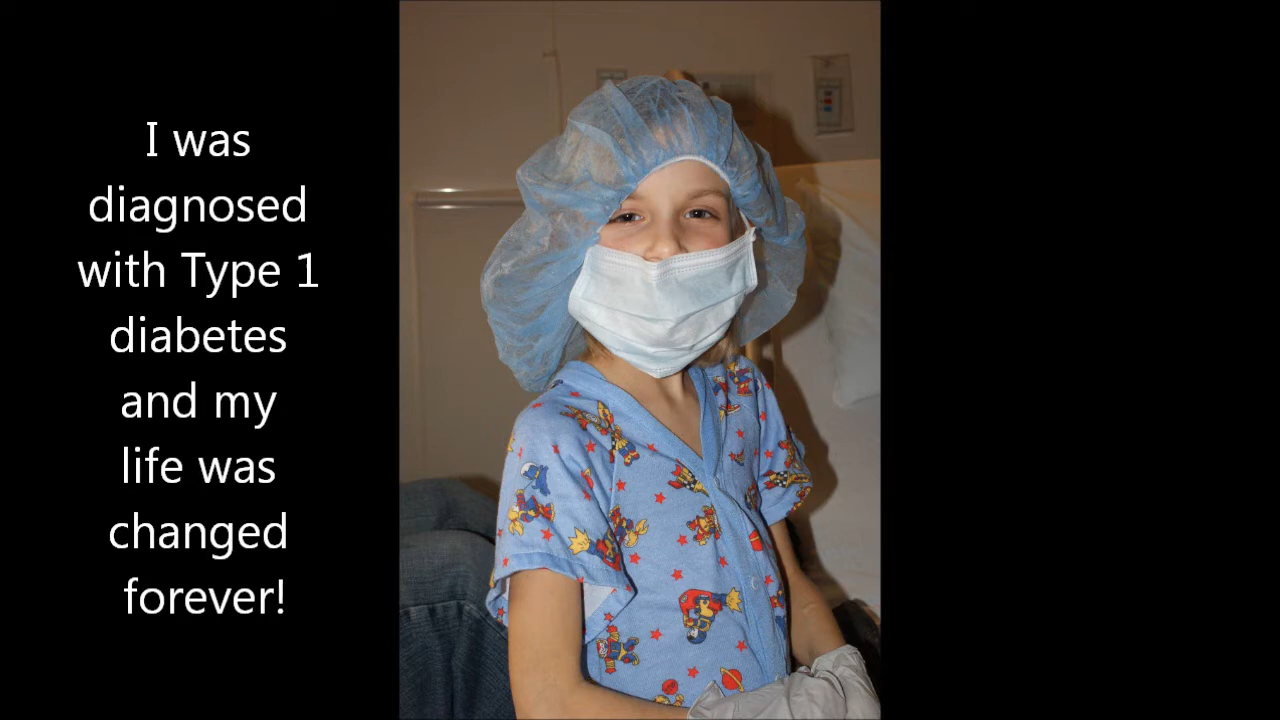 I was
diagnosed
with Type 1
diabetes
and my
life was
changed
forever!